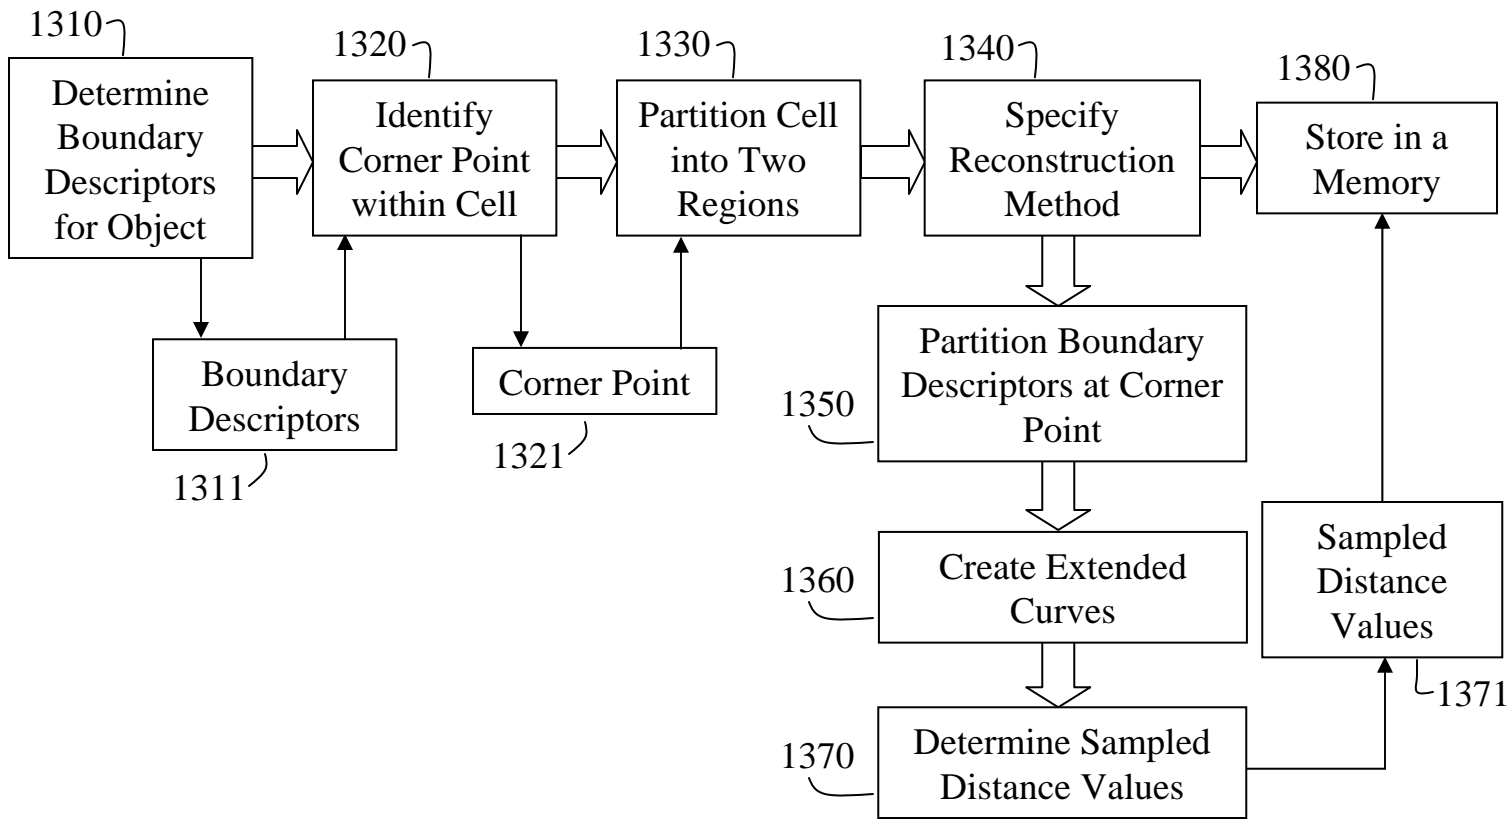 1310
Determine
Boundary
Descriptors
for Object
1320
Identify
Corner Point
within Cell
1330
Partition Cell
into Two
Regions
1340
Specify
Reconstruction
Method
1380
Store in a
Memory
Boundary
Descriptors
1311
Corner Point
1321
Partition Boundary
Descriptors at Corner
Point
1350
Create Extended
Curves
1360
Determine Sampled
Distance Values
1370
Sampled
Distance
Values
1371